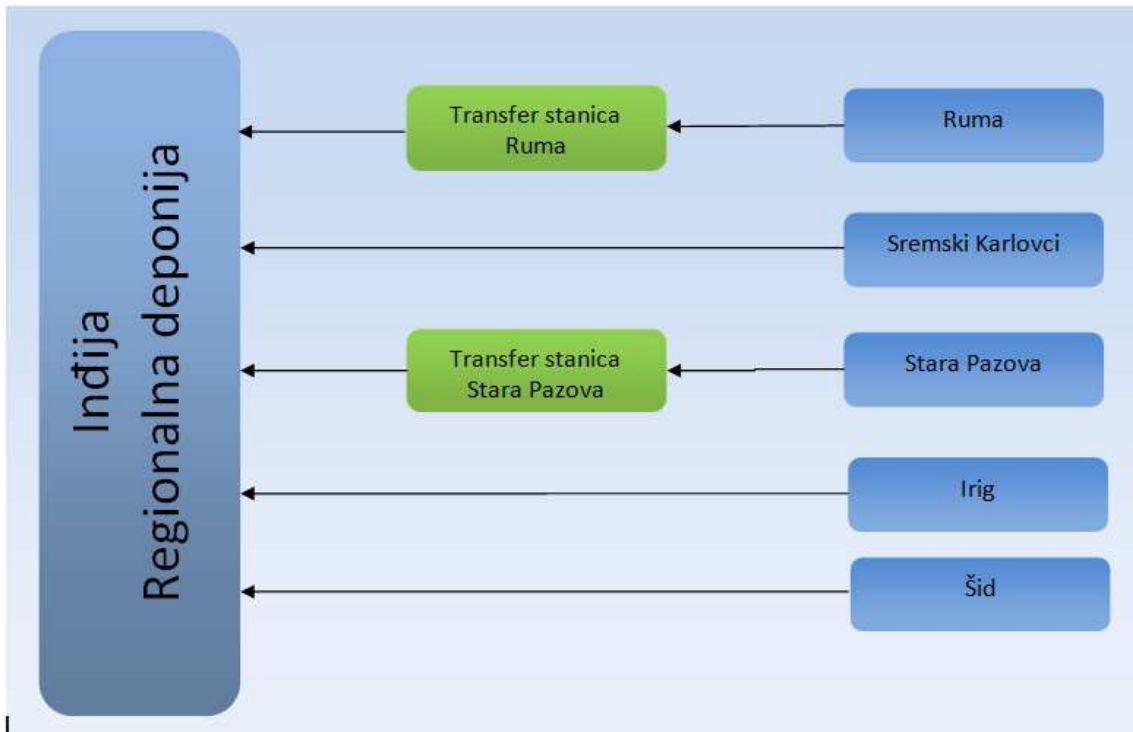 Inđija
Regionalna deponija
Transfer stanica
Ruma
Ruma
Sremski Karlovci
Transfer stanica
Stara Pazova
Stara Pazova
Irig
Šid